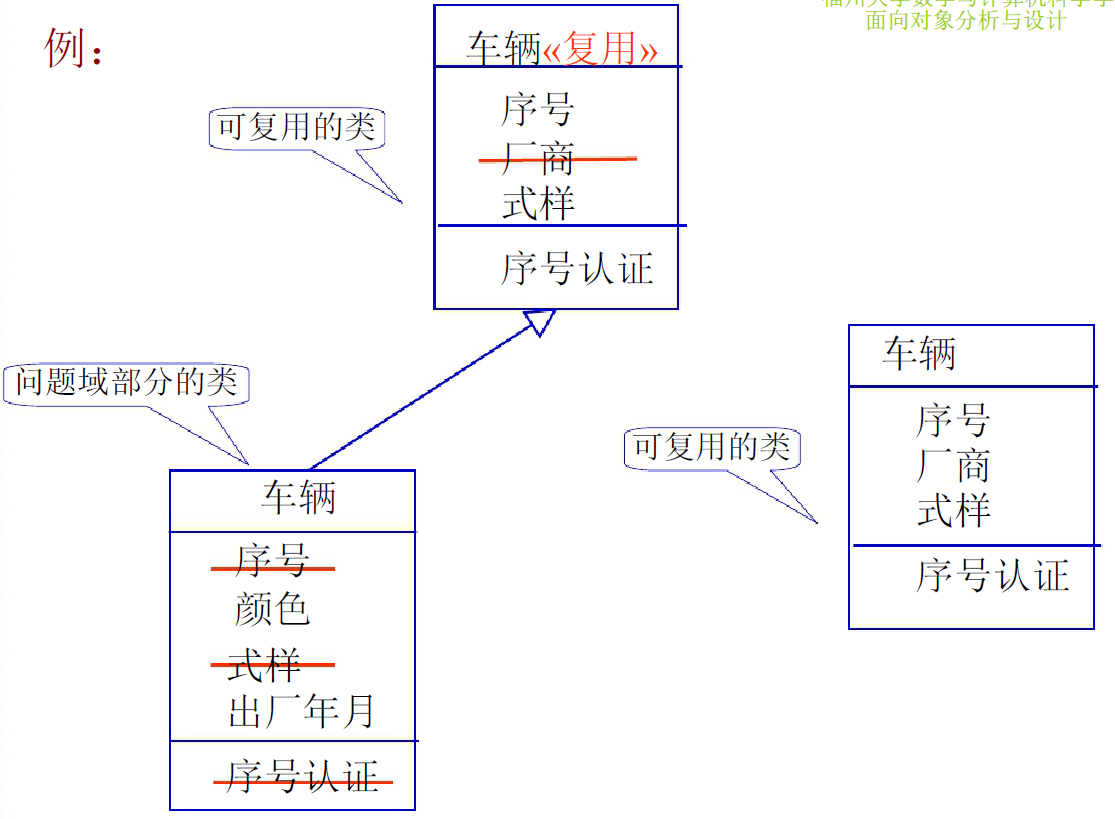 面向对象分析与设计
例：
车辆«复用»
序号
厂商
式样
序号认证
可复用的类
问题域部分的类
车辆
序号
颜色
式样
出厂年月
序号认证
可复用的类
车辆
序号
厂商
式样
序号认证